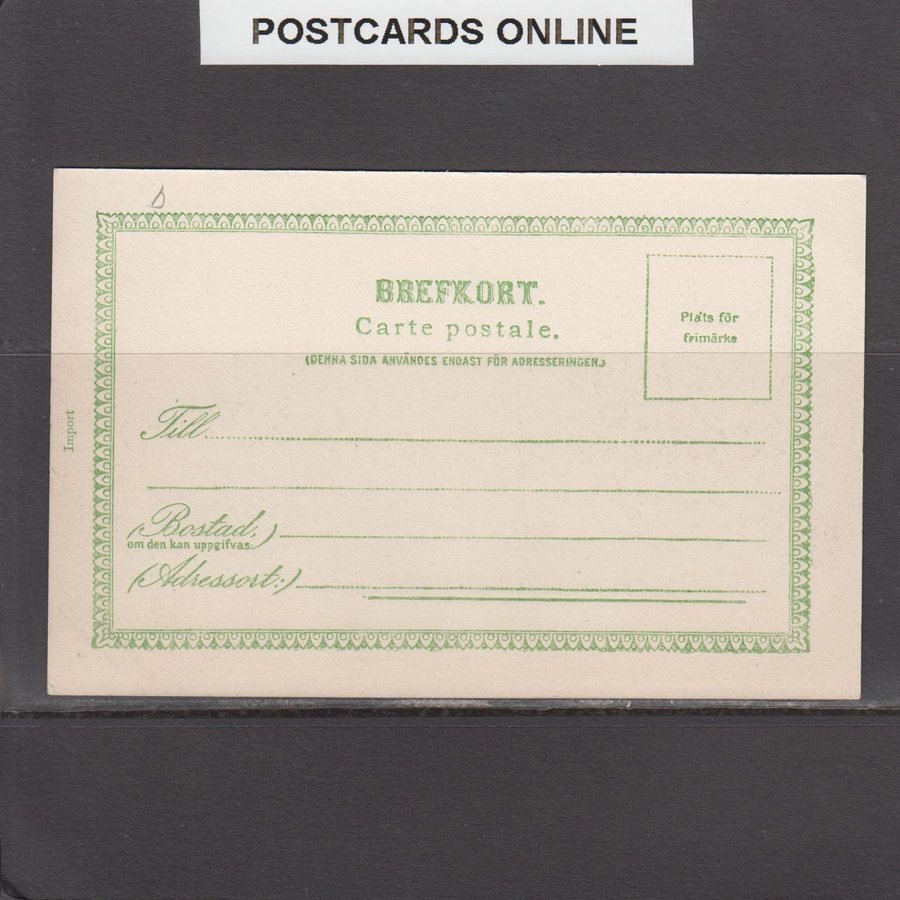 POSTCARDS ONLINE
BREFKORT.
Carte postale.
(DENNA SIDA ANVÄNDES ENDAST FÖR ADRESSERINGEN.)
Plats för
frimärke
Import
Till
(Bostad,)
om den kan uppgifvas:
(Adressort:)